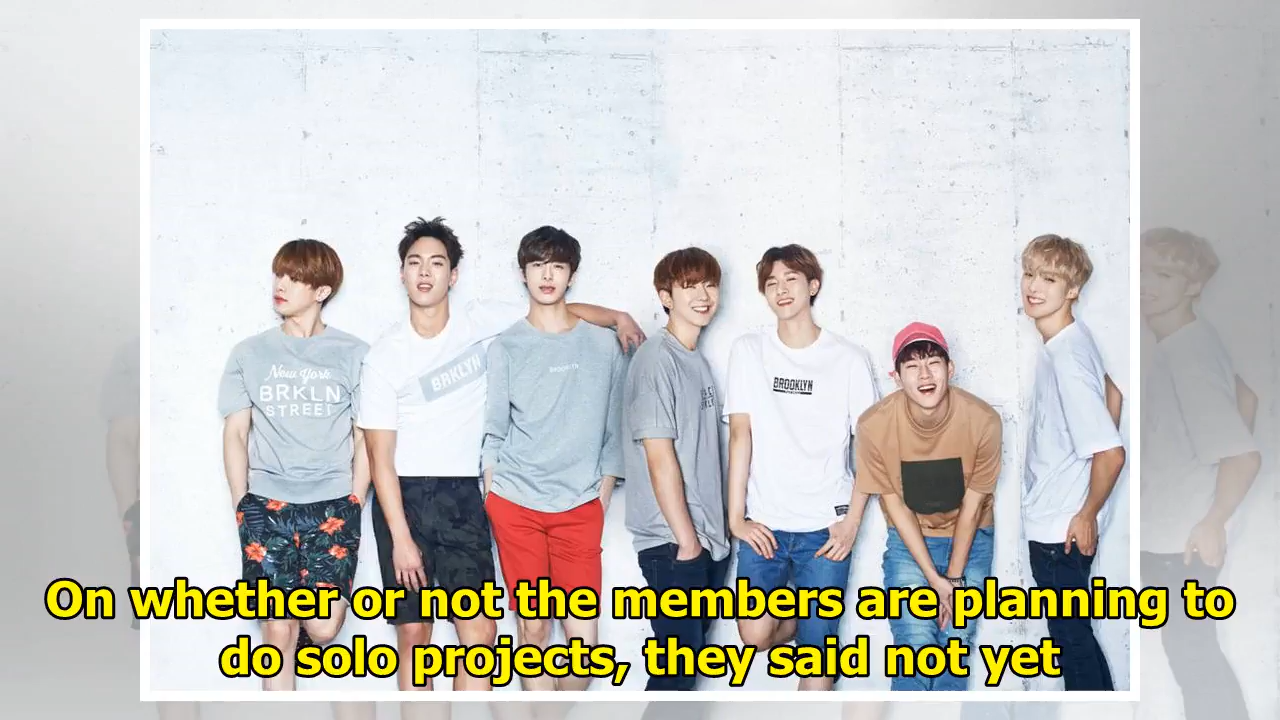 New York
BRKLN
STREET
BRKLYN
BROOKLYN
On whether or not the members are planning to
do solo projects, they said not yet